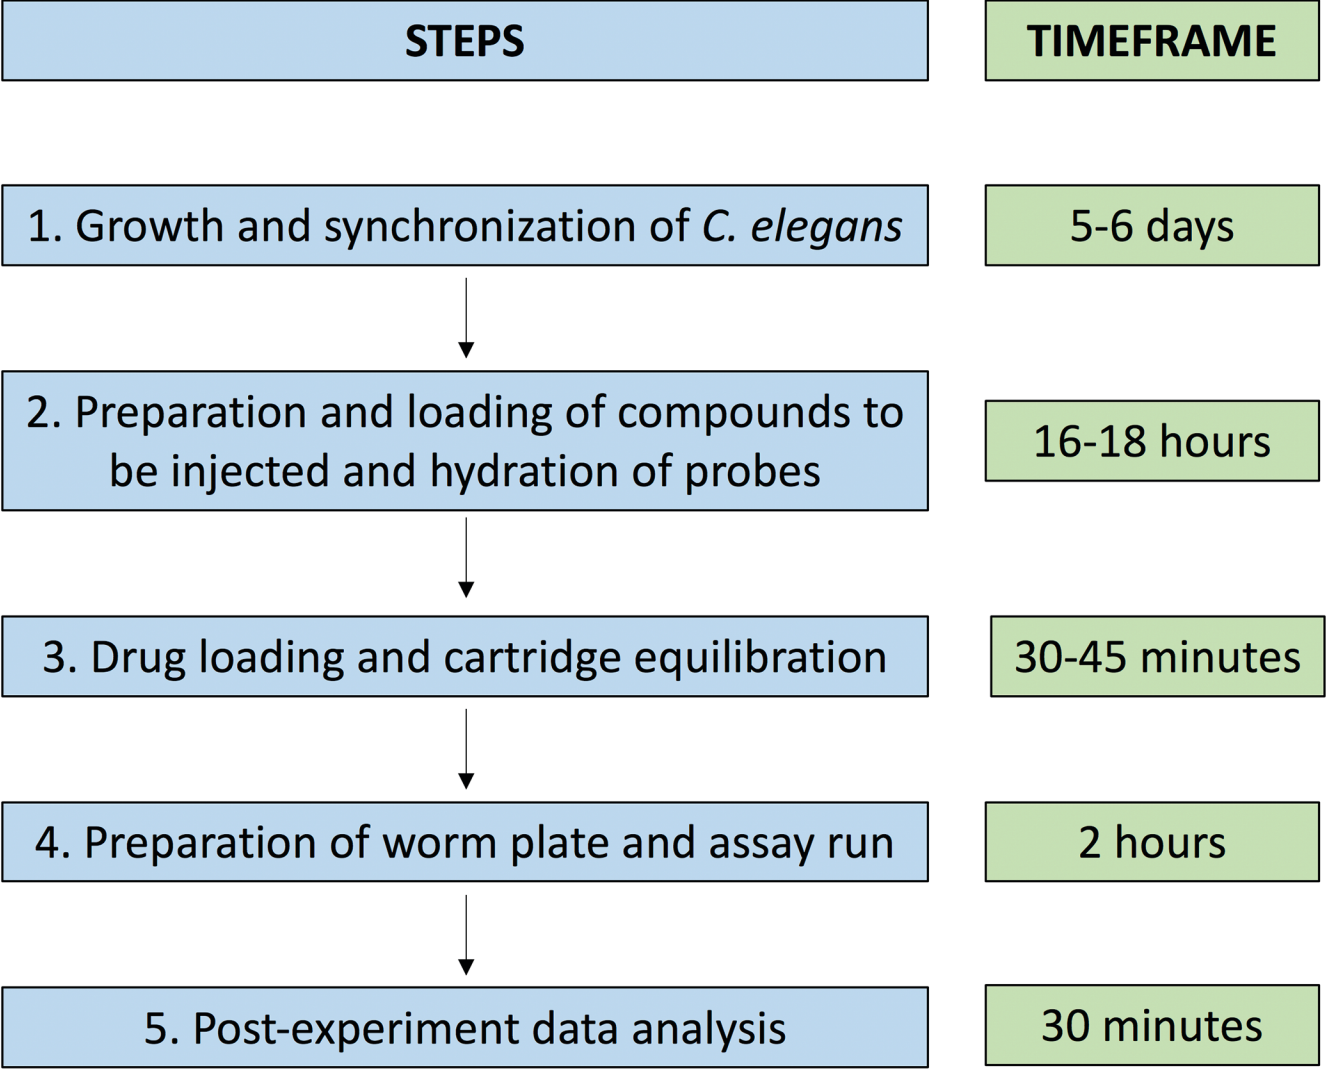 STEPS
TIMEFRAME
1. Growth and synchronization of C. elegans
5-6 days
2. Preparation and loading of compounds to
be injected and hydration of probes
16-18 hours
3. Drug loading and cartridge equilibration
30-45 minutes
4. Preparation of worm plate and assay run
2 hours
5. Post-experiment data analysis
30 minutes